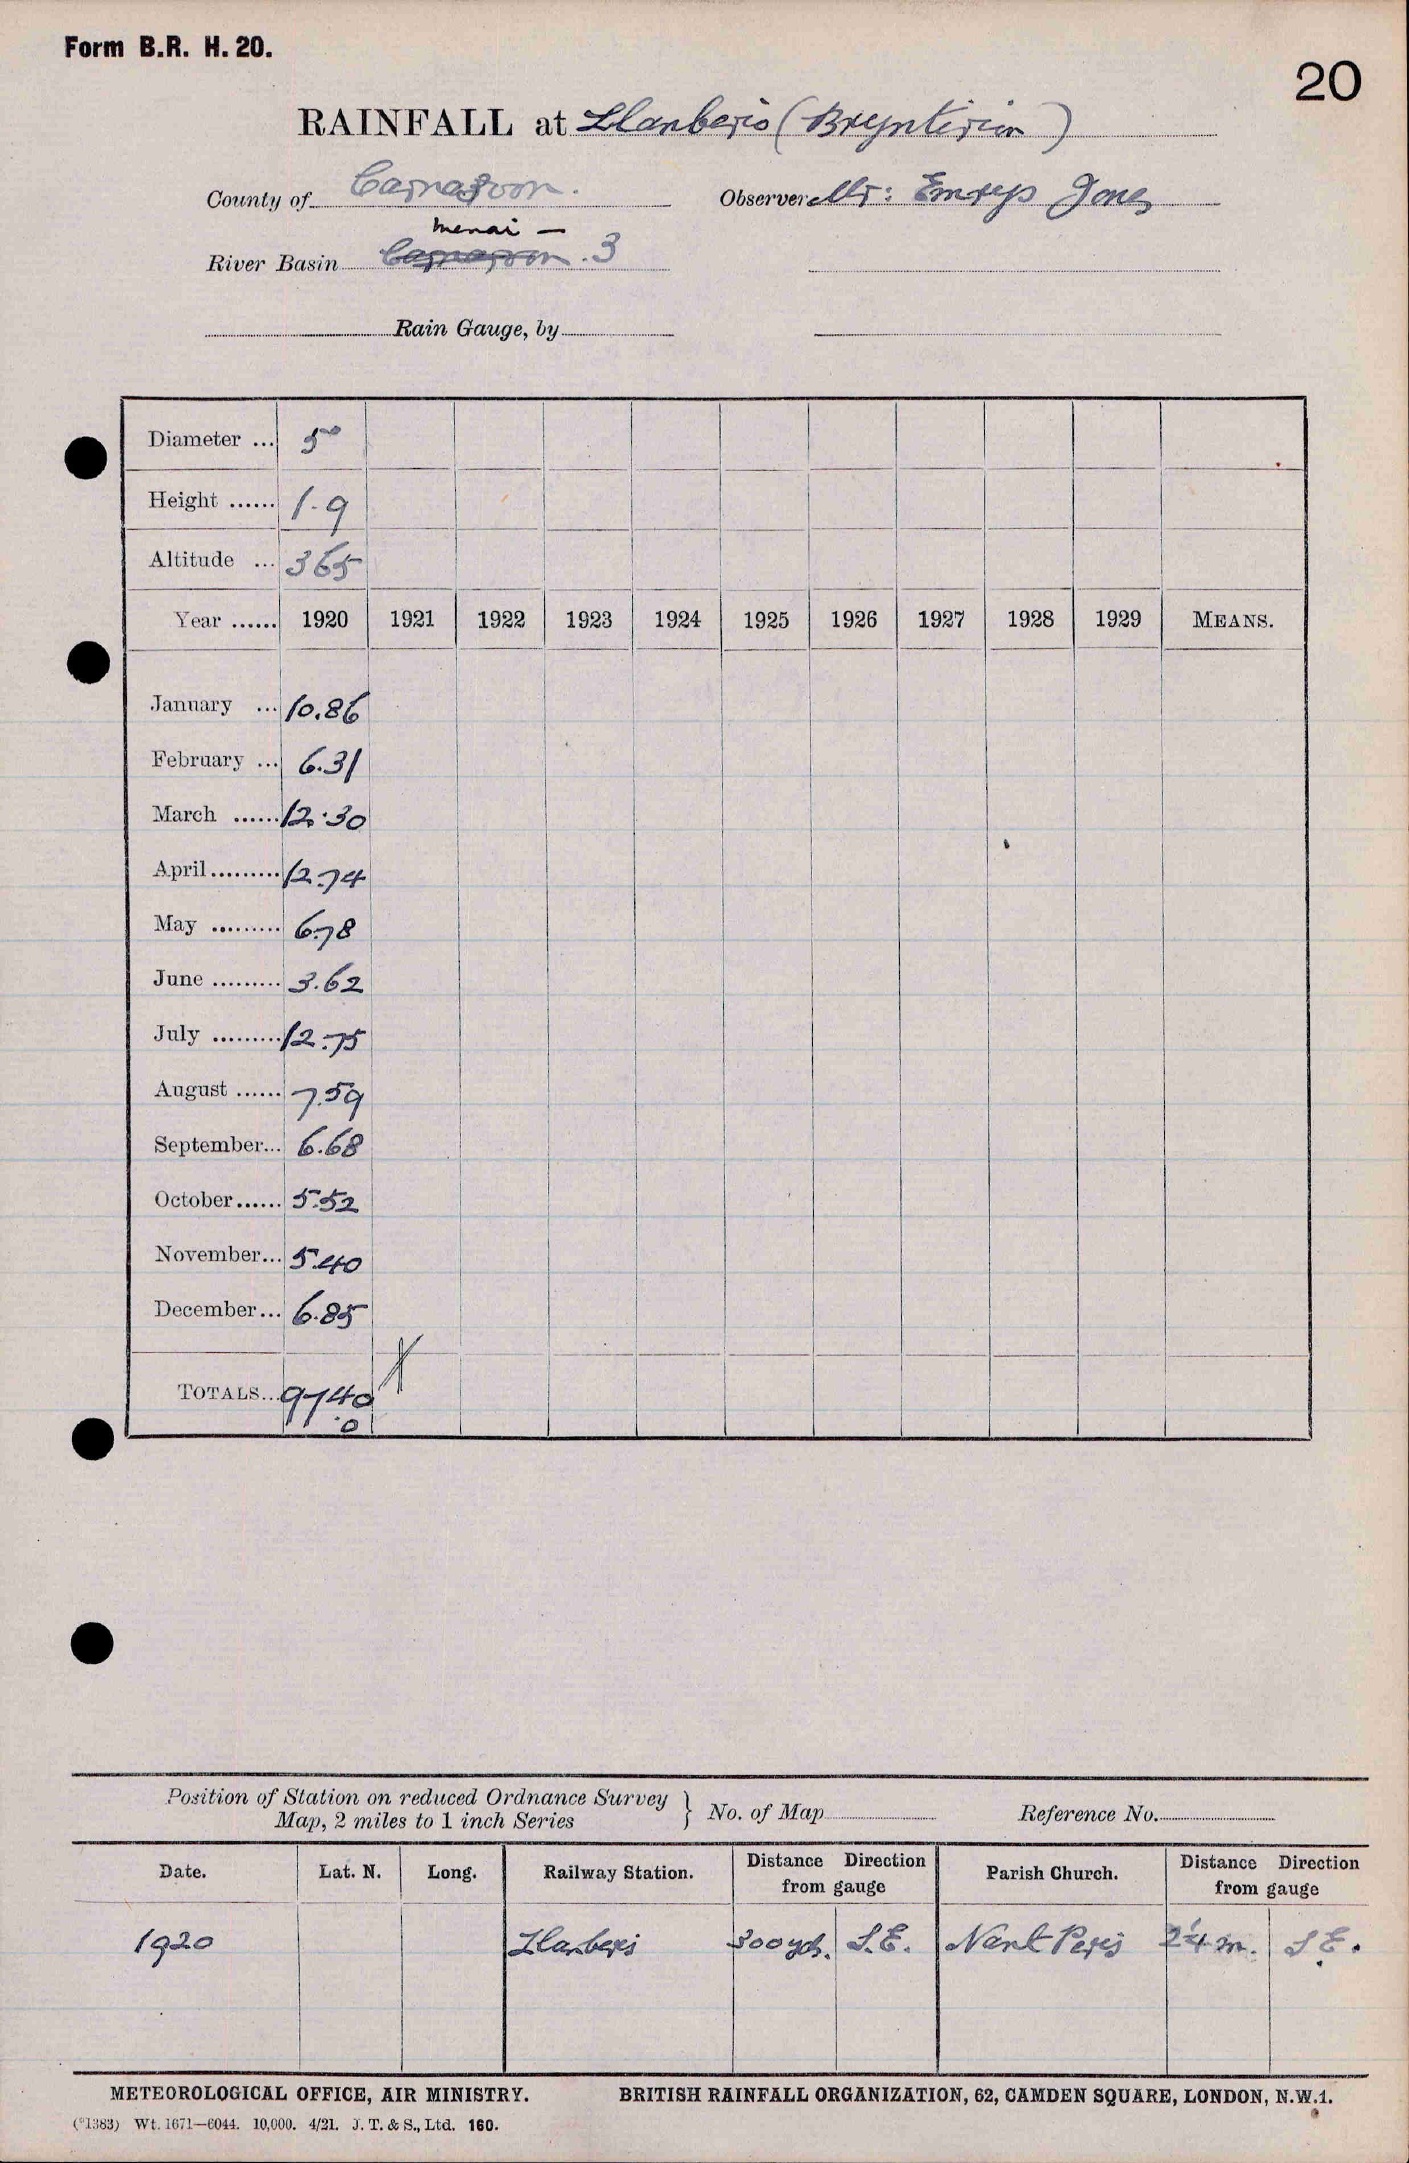 Form B.R. H. 20.
20
RAINFALL at Llanberis (Bryntirion)
County of Carnarvon.
Observer Mr: Emrys Jones
Menai —
River Basin Carnarvon. 3
Rain Gauge, by
Diameter ... 5"
Height ...... 1-9
Altitude ... 365
Year ...... 1920 1921 1922 1923 1924 1925 1926 1927 1928 1929 MEANS.
January ... 10.86
February ... 6.31
March ...... 12.30
April ......... 12.74
May ......... 6.78
June ......... 3.62
July ......... 12.75
August ...... 7.59
September... 6.68
October...... 5.52
November... 5.40
December... 6.85
TOTALS... 97.40
.0
Position of Station on reduced Ordnance Survey
Map, 2 miles to 1 inch Series } No. of Map Reference No.
Date. Lat. N. Long. Railway Station. Distance Direction from gauge Parish Church. Distance Direction from gauge
1920 Llanberis 300 yds. S.E. Nant Peris 2¼ m. S E.
METEOROLOGICAL OFFICE, AIR MINISTRY. BRITISH RAINFALL ORGANIZATION, 62, CAMDEN SQUARE, LONDON, N.W.1.
(*1383) Wt. 1671—6044. 10,000. 4/21. J. T. & S., Ltd. 160.